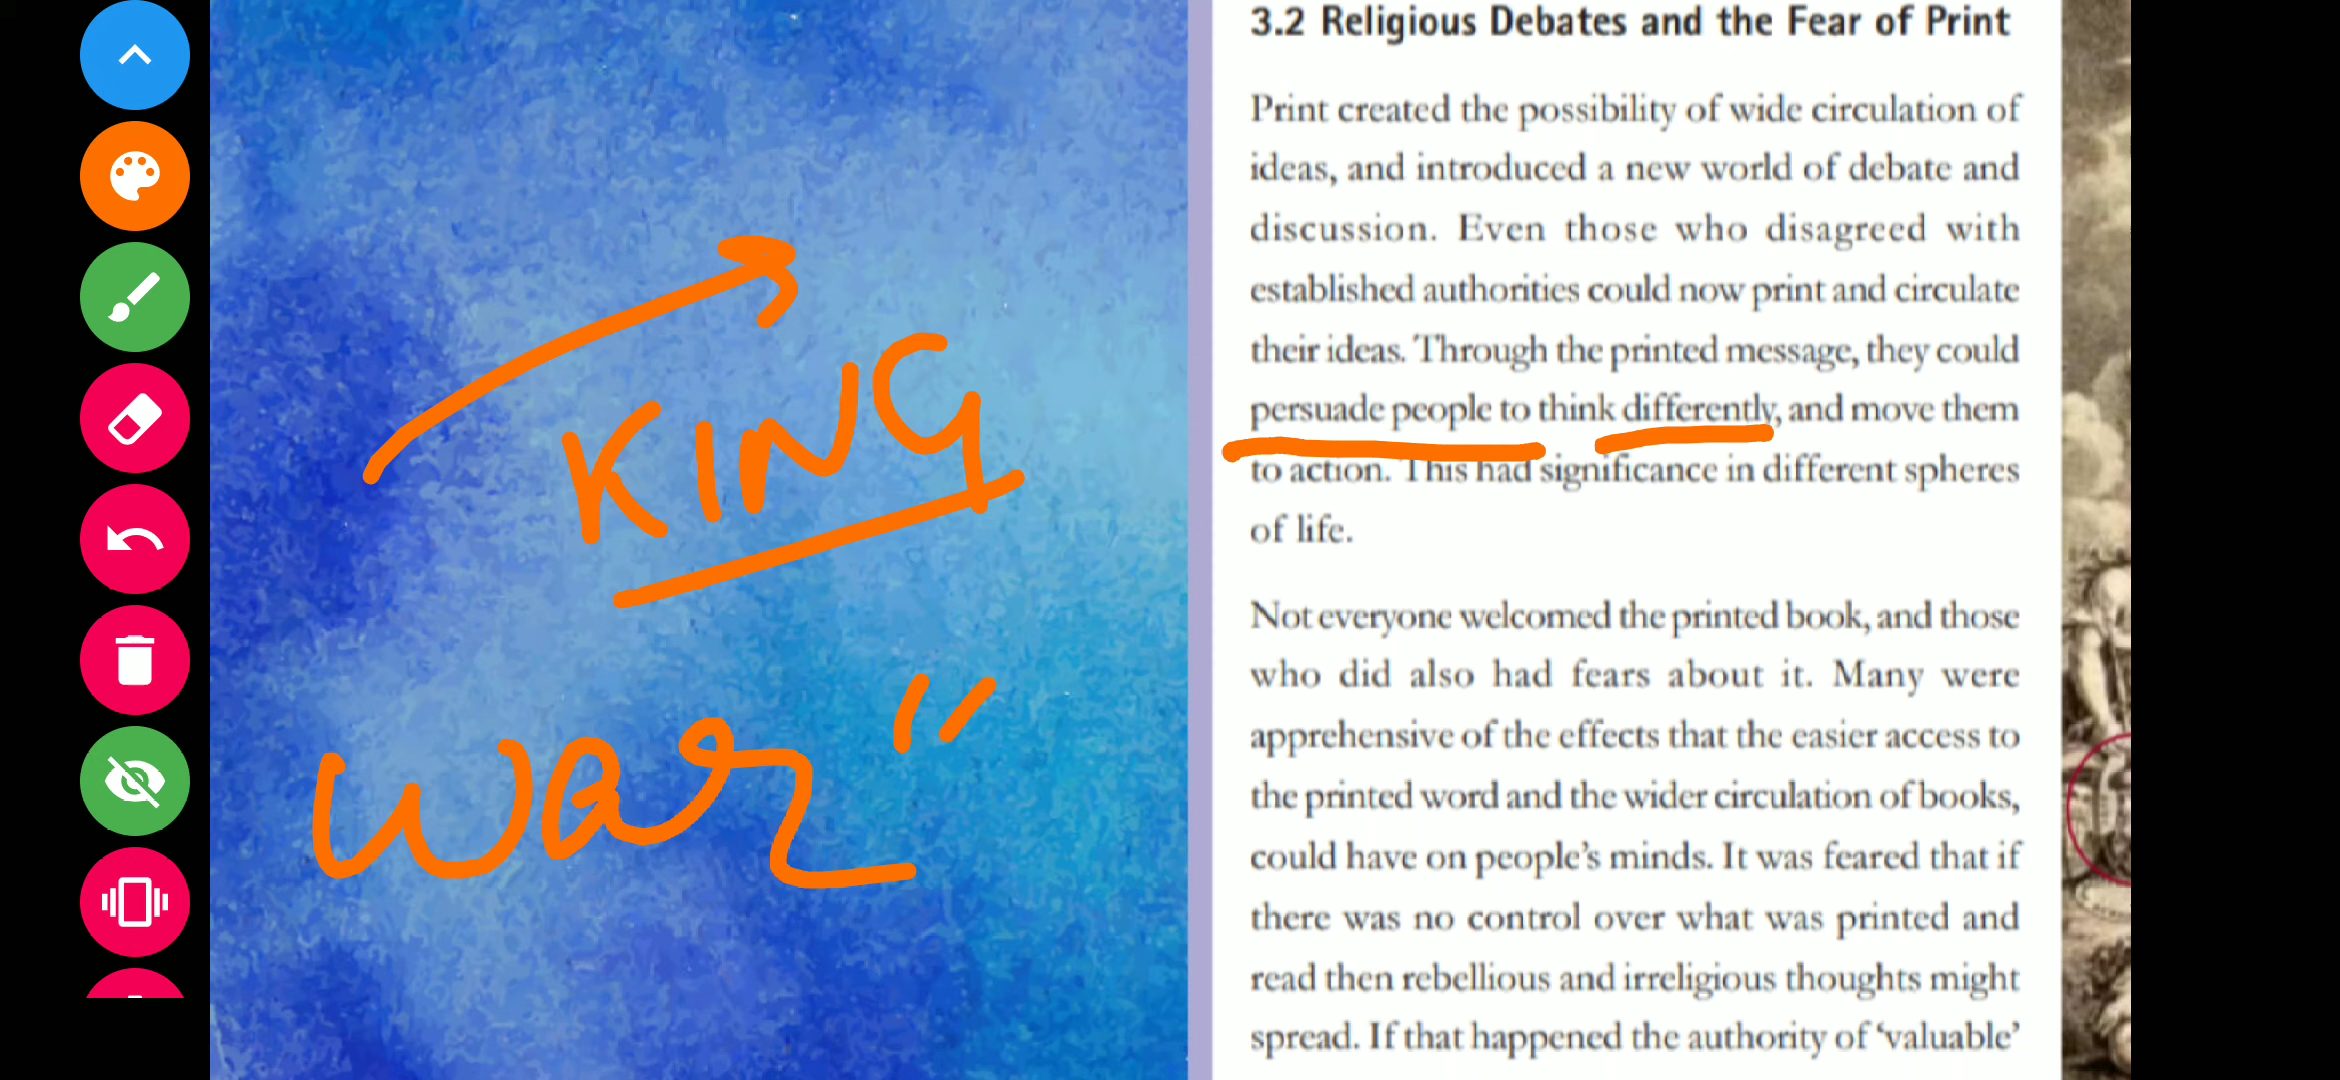 KING
war"
3.2 Religious Debates and the Fear of Print
Print created the possibility of wide circulation of
ideas, and introduced a new world of debate and
discussion. Even those who disagreed with
established authorities could now print and circulate
their ideas. Through the printed message, they could
persuade people to think differently, and move them
to action. This had significance in different spheres
of life.
Not everyone welcomed the printed book, and those
who did also had fears about it. Many were
apprehensive of the effects that the easier access to
the printed word and the wider circulation of books,
could have on people's minds. It was feared that if
there was no control over what was printed and
read then rebellious and irreligious thoughts might
spread. If that happened the authority of ‘valuable’